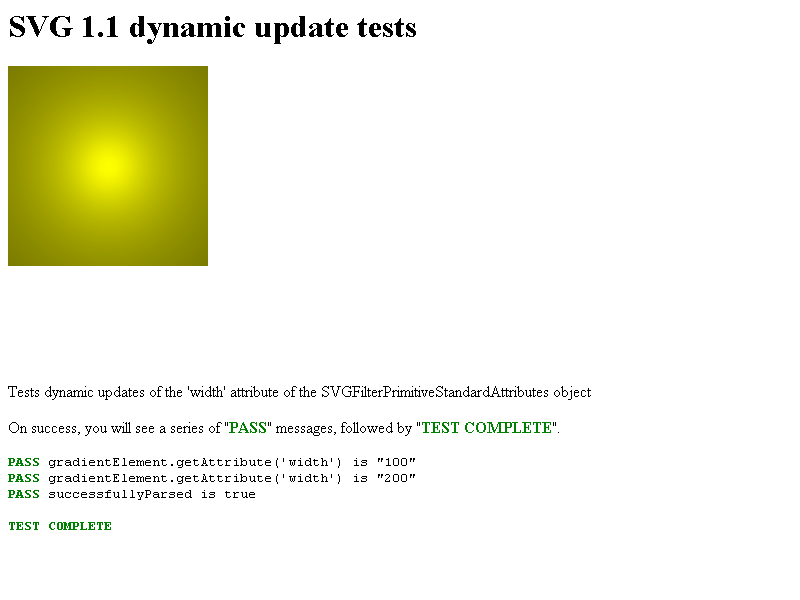 SVG 1.1 dynamic update tests
Tests dynamic updates of the 'width' attribute of the SVGFilterPrimitiveStandardAttributes object
On success, you will see a series of "PASS" messages, followed by "TEST COMPLETE".
PASS gradientElement.getAttribute('width') is "100"
PASS gradientElement.getAttribute('width') is "200"
PASS successfullyParsed is true
TEST COMPLETE